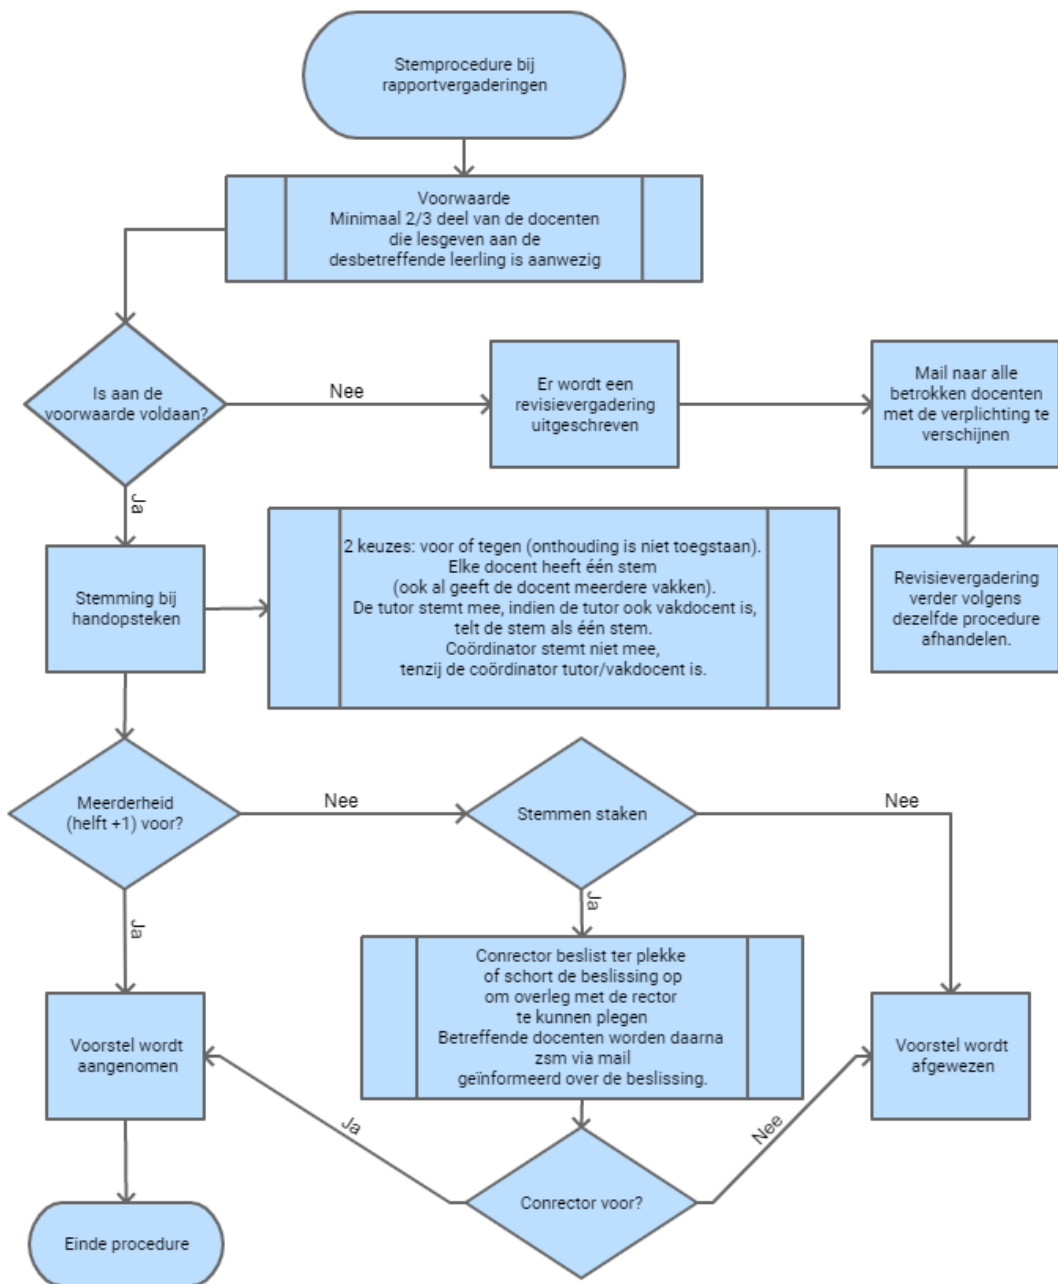 Stemprocedure bij
rapportvergaderingen
Voorwaarde
Minimaal 2/3 deel van de docenten
die lesgeven aan de
desbetreffende leerling is aanwezig
Is aan de
voorwaarde voldaan?
Nee
Er wordt een
revisievergadering
uitgeschreven
Mail naar alle
betrokken docenten
met de verplichting te
verschijnen
Ja
Stemming bij
handopsteken
2 keuzes: voor of tegen (onthouding is niet toegstaan).
Elke docent heeft één stem
(ook al geeft de docent meerdere vakken).
De tutor stemt mee, indien de tutor ook vakdocent is,
telt de stem als één stem.
Coördinator stemt niet mee,
tenzij de coördinator tutor/vakdocent is.
Revisievergadering
verder volgens
dezelfde procedure
afhandelen.
Meerderheid
(helft +1) voor?
Nee
Stemmen staken
Nee
Ja
Ja
Conrector beslist ter plekke
of schort de beslissing op
om overleg met de rector
te kunnen plegen
Betreffende docenten worden daarna
zsm via mail
geïnformeerd over de beslissing.
Voorstel wordt
aangenomen
Voorstel wordt
afgewezen
Ja
Nee
Conrector voor?
Einde procedure